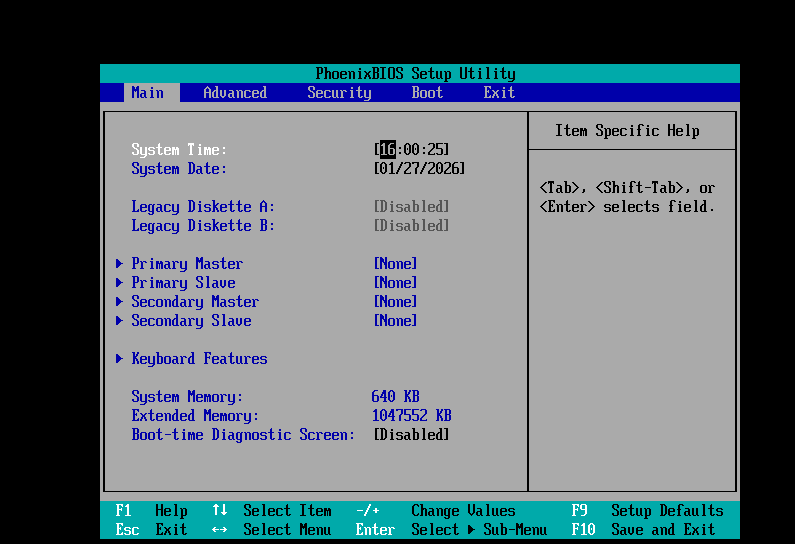 PhoenixBIOS Setup Utility
Main Advanced Security Boot Exit
Item Specific Help
System Time: [16:00:25]
System Date: [01/27/2026]
<Tab>, <Shift-Tab>, or
<Enter> selects field.
Legacy Diskette A: [Disabled]
Legacy Diskette B: [Disabled]
Primary Master [None]
Primary Slave [None]
Secondary Master [None]
Secondary Slave [None]
Keyboard Features
System Memory: 640 KB
Extended Memory: 1047552 KB
Boot-time Diagnostic Screen: [Disabled]
F1 Help ↑↓ Select Item -/+ Change Values F9 Setup Defaults
Esc Exit ↔ Select Menu Enter Select ▶ Sub-Menu F10 Save and Exit